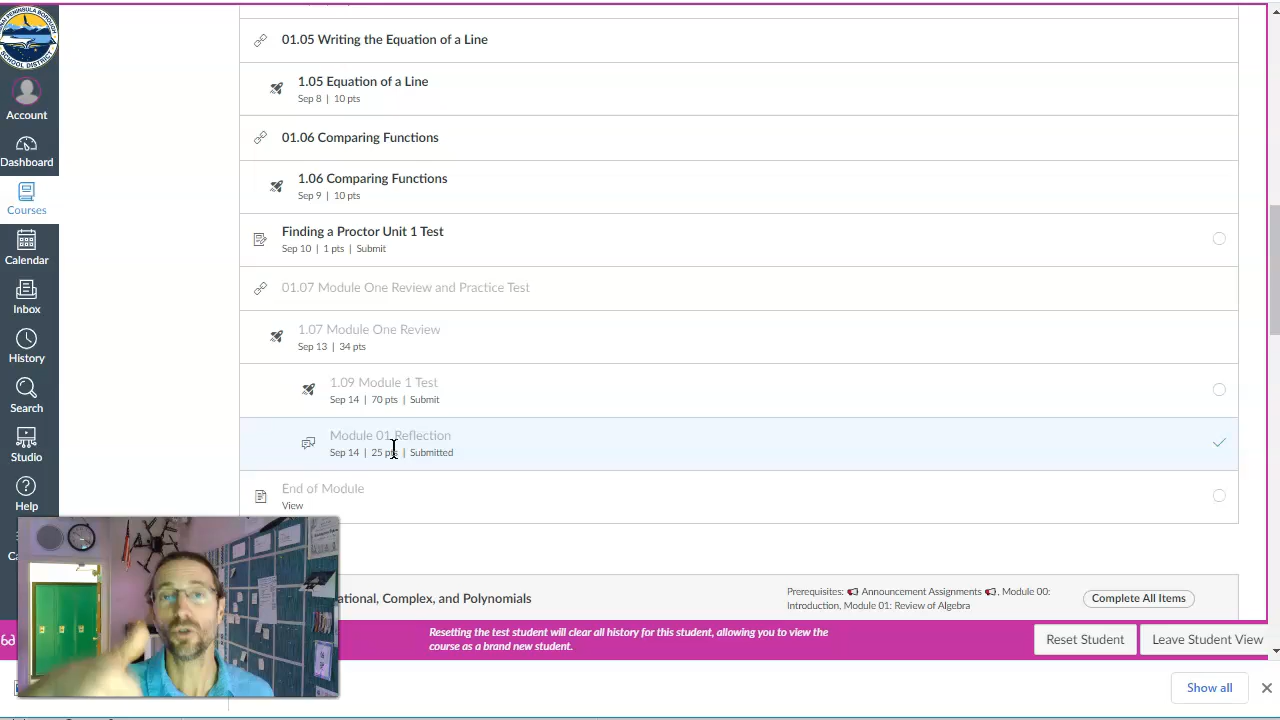 PENINSULA BOROUGH
SCHOOL DISTRICT
Account
Dashboard
Courses
Calendar
Inbox
History
Search
Studio
Help
01.05 Writing the Equation of a Line
1.05 Equation of a Line
Sep 8 | 10 pts
01.06 Comparing Functions
1.06 Comparing Functions
Sep 9 | 10 pts
Finding a Proctor Unit 1 Test
Sep 10 | 1 pts | Submit
01.07 Module One Review and Practice Test
1.07 Module One Review
Sep 13 | 34 pts
1.09 Module 1 Test
Sep 14 | 70 pts | Submit
Module 01 Reflection
Sep 14 | 25 pts | Submitted
End of Module
View
ational, Complex, and Polynomials
Prerequisites: Announcement Assignments , Module 00:
Introduction, Module 01: Review of Algebra
Complete All Items
Resetting the test student will clear all history for this student, allowing you to view the
course as a brand new student.
Reset Student
Leave Student View
Show all